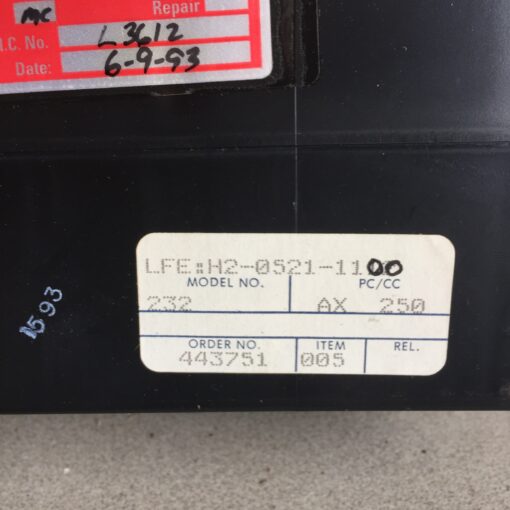 MC
Repair
I.C. No. L3612
Date: 6-9-93
LFE:H2-0521-1100
MODEL NO. PC/CC
232 AX 250
ORDER NO. ITEM REL.
443751 005
593